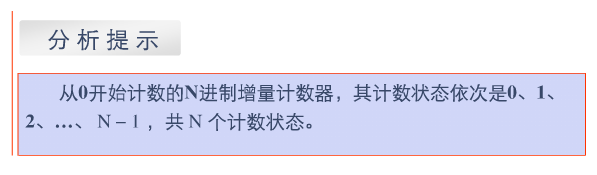 分析提示
从0开始计数的N进制增量计数器，其计数状态依次是0、1、
2、…、 N – 1 ，共 N 个计数状态。